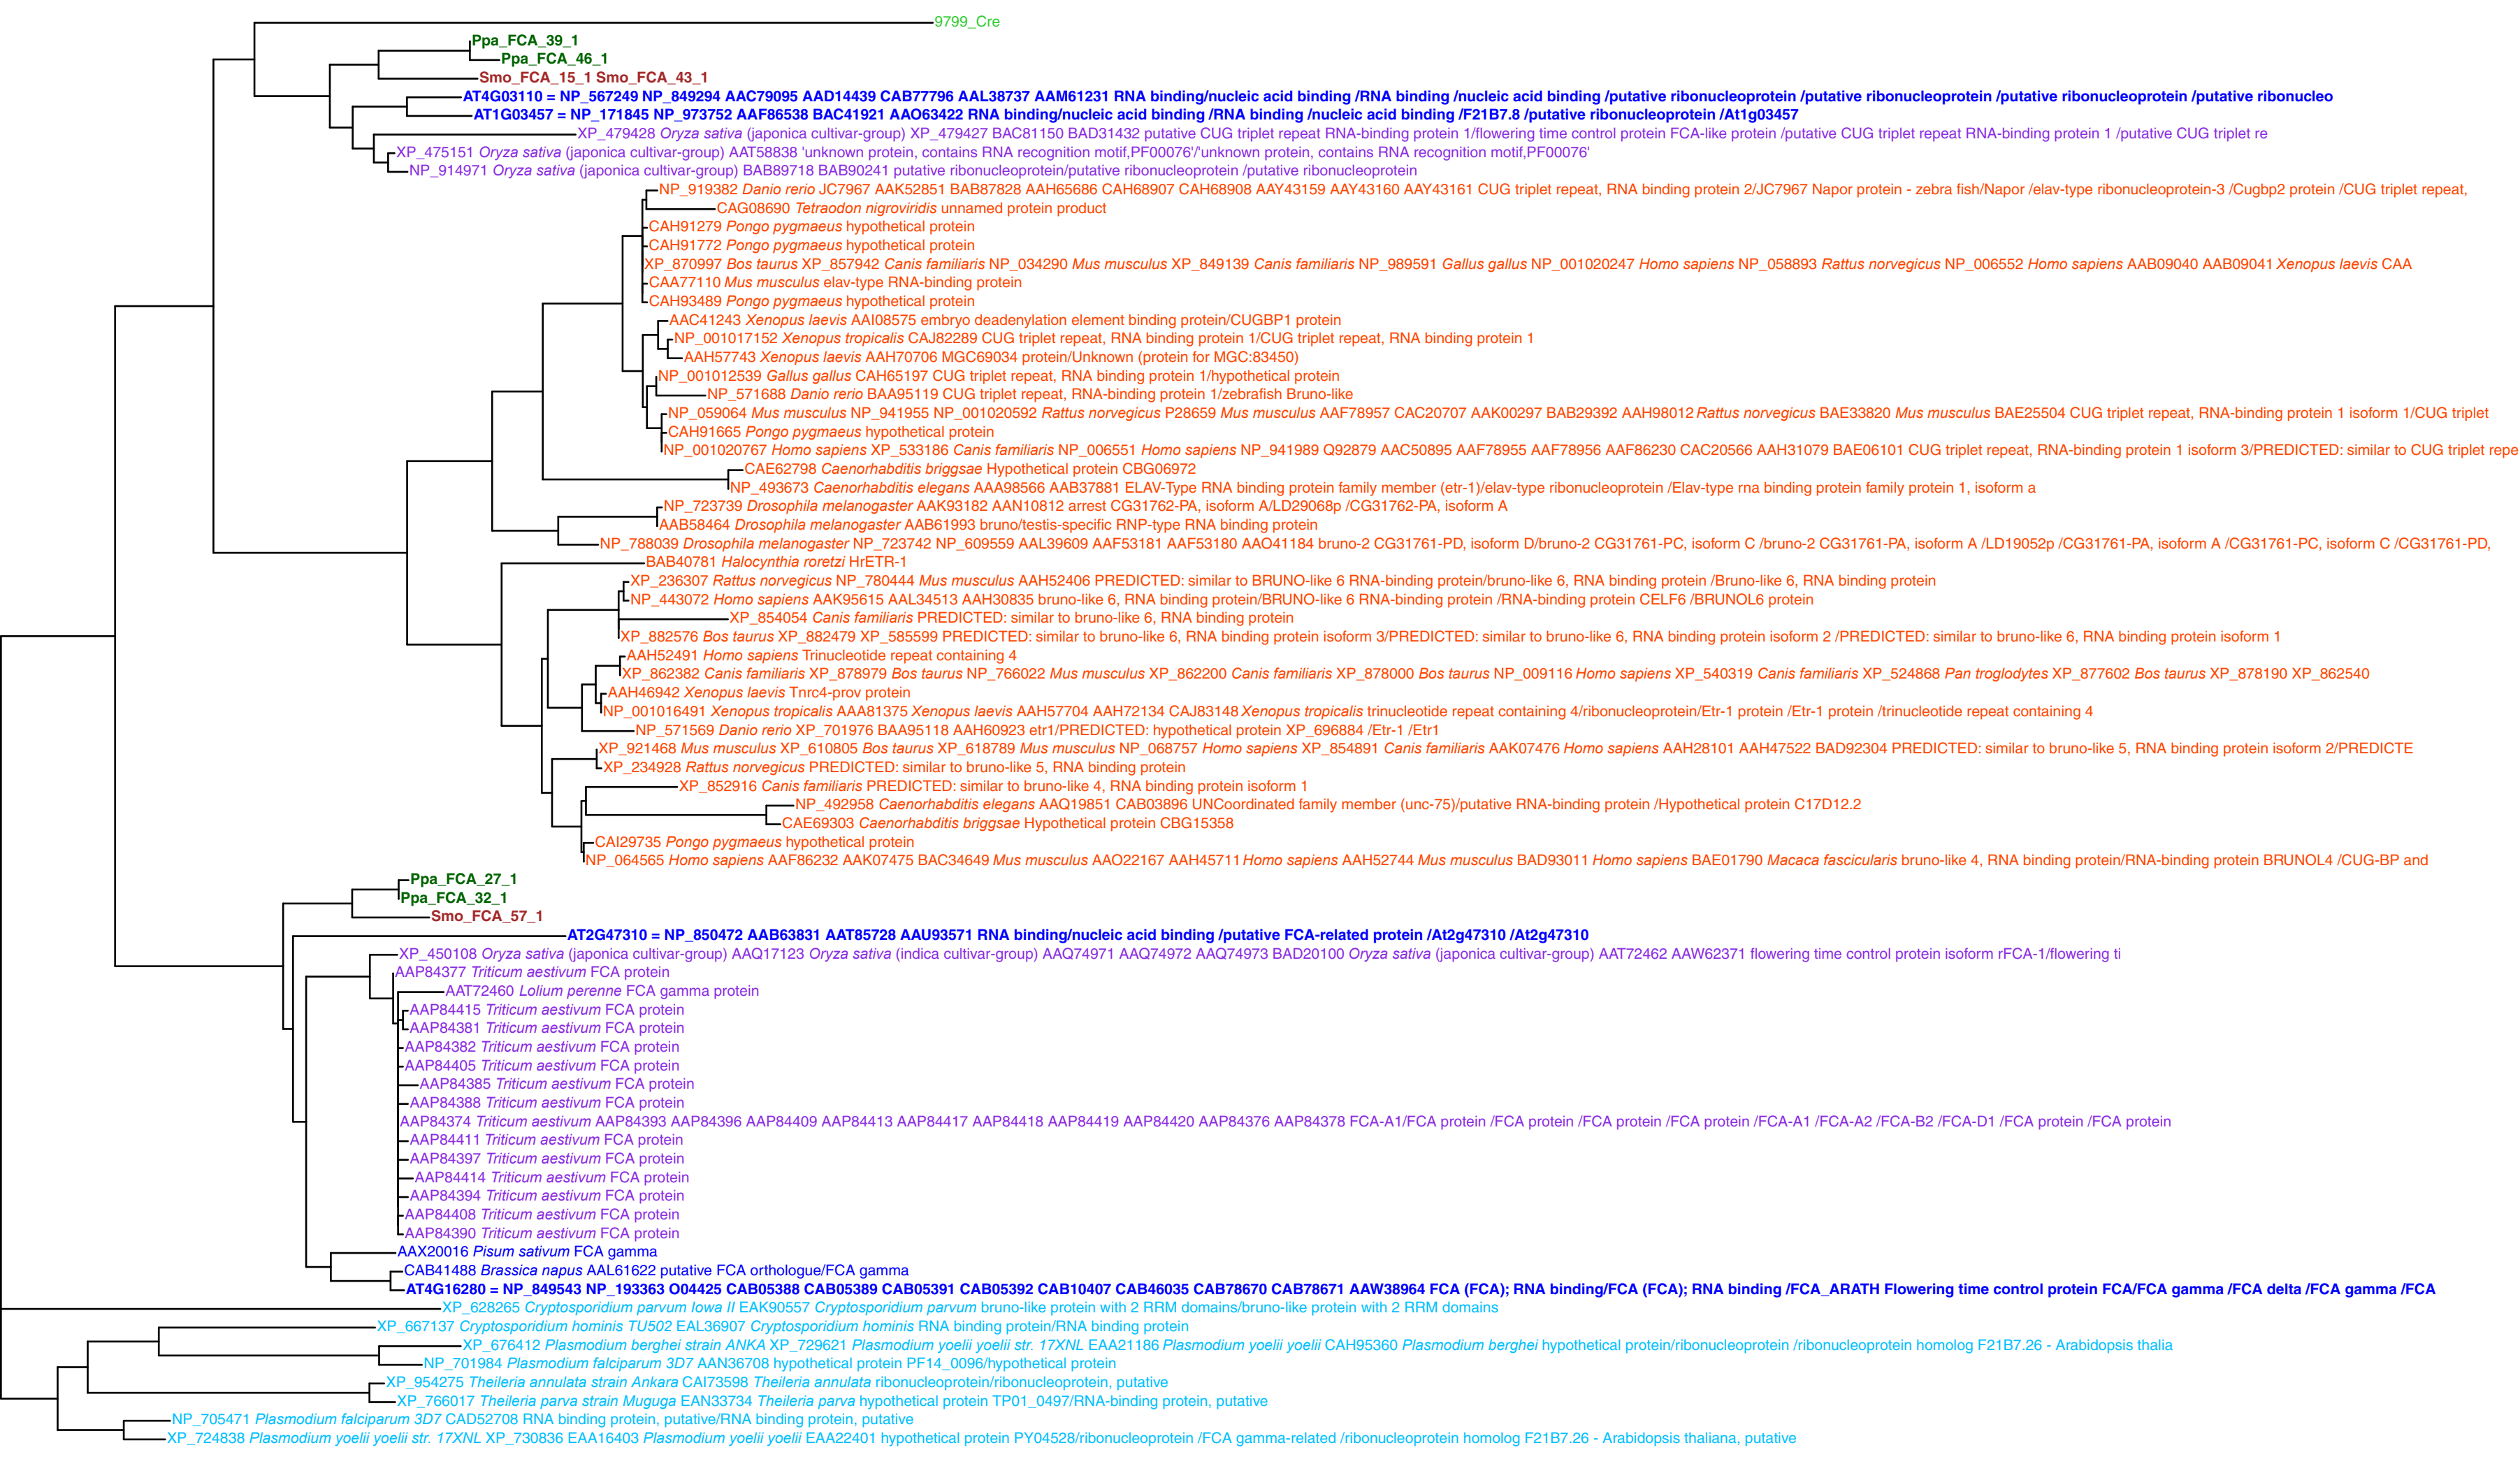 9799_Cre
Ppa_FCA_39_1
Ppa_FCA_46_1
Smo_FCA_15_1 Smo_FCA_43_1
AT4G03110 = NP_567249 NP_849294 AAC79095 AAD14439 CAB77796 AAL38737 AAM61231 RNA binding/nucleic acid binding /RNA binding /nucleic acid binding /putative ribonucleoprotein /putative ribonucleoprotein /putative ribonucleoprotein /putative ribonucleo
AT1G03457 = NP_171845 NP_973752 AAF86538 BAC41921 AAO63422 RNA binding/nucleic acid binding /RNA binding /nucleic acid binding /F21B7.8 /putative ribonucleoprotein /At1g03457
XP_479428 Oryza sativa (japonica cultivar-group) XP_479427 BAC81150 BAD31432 putative CUG triplet repeat RNA-binding protein 1/flowering time control protein FCA-like protein /putative CUG triplet repeat RNA-binding protein 1 /putative CUG triplet re
XP_475151 Oryza sativa (japonica cultivar-group) AAT58838 'unknown protein, contains RNA recognition motif,PF00076'/'unknown protein, contains RNA recognition motif,PF00076'
NP_914971 Oryza sativa (japonica cultivar-group) BAB89718 BAB90241 putative ribonucleoprotein/putative ribonucleoprotein /putative ribonucleoprotein
NP_919382 Danio rerio JC7967 AAK52851 BAB87828 AAH65686 CAH68907 CAH68908 AAY43159 AAY43160 AAY43161 CUG triplet repeat, RNA binding protein 2/JC7967 Napor protein - zebra fish/Napor /elav-type ribonucleoprotein-3 /Cugbp2 protein /CUG triplet repeat,
CAG08690 Tetraodon nigroviridis unnamed protein product
CAH91279 Pongo pygmaeus hypothetical protein
CAH91772 Pongo pygmaeus hypothetical protein
XP_870997 Bos taurus XP_857942 Canis familiaris NP_034290 Mus musculus XP_849139 Canis familiaris NP_989591 Gallus gallus NP_001020247 Homo sapiens NP_058893 Rattus norvegicus NP_006552 Homo sapiens AAB09040 AAB09041 Xenopus laevis CAA
CAA77110 Mus musculus elav-type RNA-binding protein
CAH93489 Pongo pygmaeus hypothetical protein
AAC41243 Xenopus laevis AAI08575 embryo deadenylation element binding protein/CUGBP1 protein
NP_001017152 Xenopus tropicalis CAJ82289 CUG triplet repeat, RNA binding protein 1/CUG triplet repeat, RNA binding protein 1
AAH57743 Xenopus laevis AAH70706 MGC69034 protein/Unknown (protein for MGC:83450)
NP_001012539 Gallus gallus CAH65197 CUG triplet repeat, RNA binding protein 1/hypothetical protein
NP_571688 Danio rerio BAA95119 CUG triplet repeat, RNA-binding protein 1/zebrafish Bruno-like
NP_059064 Mus musculus NP_941955 NP_001020592 Rattus norvegicus P28659 Mus musculus AAF78957 CAC20707 AAK00297 BAB29392 AAH98012 Rattus norvegicus BAE33820 Mus musculus BAE25504 CUG triplet repeat, RNA-binding protein 1 isoform 1/CUG triplet
CAH91665 Pongo pygmaeus hypothetical protein
NP_001020767 Homo sapiens XP_533186 Canis familiaris NP_006551 Homo sapiens NP_941989 Q92879 AAC50895 AAF78955 AAF78956 AAF86230 CAC20566 AAH31079 BAE06101 CUG triplet repeat, RNA-binding protein 1 isoform 3/PREDICTED: similar to CUG triplet repe
CAE62798 Caenorhabditis briggsae Hypothetical protein CBG06972
NP_493673 Caenorhabditis elegans AAA98566 AAB37881 ELAV-Type RNA binding protein family member (etr-1)/elav-type ribonucleoprotein /Elav-type rna binding protein family protein 1, isoform a
NP_723739 Drosophila melanogaster AAK93182 AAN10812 arrest CG31762-PA, isoform A/LD29068p /CG31762-PA, isoform A
AAB58464 Drosophila melanogaster AAB61993 bruno/testis-specific RNP-type RNA binding protein
NP_788039 Drosophila melanogaster NP_723742 NP_609559 AAL39609 AAF53181 AAF53180 AAO41184 bruno-2 CG31761-PD, isoform D/bruno-2 CG31761-PC, isoform C /bruno-2 CG31761-PA, isoform A /LD19052p /CG31761-PA, isoform A /CG31761-PC, isoform C /CG31761-PD,
BAB40781 Halocynthia roretzi HrETR-1
XP_236307 Rattus norvegicus NP_780444 Mus musculus AAH52406 PREDICTED: similar to BRUNO-like 6 RNA-binding protein/bruno-like 6, RNA binding protein /Bruno-like 6, RNA binding protein
NP_443072 Homo sapiens AAK95615 AAL34513 AAH30835 bruno-like 6, RNA binding protein/BRUNO-like 6 RNA-binding protein /RNA-binding protein CELF6 /BRUNOL6 protein
XP_854054 Canis familiaris PREDICTED: similar to bruno-like 6, RNA binding protein
XP_882576 Bos taurus XP_882479 XP_585599 PREDICTED: similar to bruno-like 6, RNA binding protein isoform 3/PREDICTED: similar to bruno-like 6, RNA binding protein isoform 2 /PREDICTED: similar to bruno-like 6, RNA binding protein isoform 1
AAH52491 Homo sapiens Trinucleotide repeat containing 4
XP_862382 Canis familiaris XP_878979 Bos taurus NP_766022 Mus musculus XP_862200 Canis familiaris XP_878000 Bos taurus NP_009116 Homo sapiens XP_540319 Canis familiaris XP_524868 Pan troglodytes XP_877602 Bos taurus XP_878190 XP_862540
AAH46942 Xenopus laevis Tnrc4-prov protein
NP_001016491 Xenopus tropicalis AAA81375 Xenopus laevis AAH57704 AAH72134 CAJ83148 Xenopus tropicalis trinucleotide repeat containing 4/ribonucleoprotein/Etr-1 protein /Etr-1 protein /trinucleotide repeat containing 4
NP_571569 Danio rerio XP_701976 BAA95118 AAH60923 etr1/PREDICTED: hypothetical protein XP_696884 /Etr-1 /Etr1
XP_921468 Mus musculus XP_610805 Bos taurus XP_618789 Mus musculus NP_068757 Homo sapiens XP_854891 Canis familiaris AAK07476 Homo sapiens AAH28101 AAH47522 BAD92304 PREDICTED: similar to bruno-like 5, RNA binding protein isoform 2/PREDICTE
XP_234928 Rattus norvegicus PREDICTED: similar to bruno-like 5, RNA binding protein
XP_852916 Canis familiaris PREDICTED: similar to bruno-like 4, RNA binding protein isoform 1
NP_492958 Caenorhabditis elegans AAQ19851 CAB03896 UNCoordinated family member (unc-75)/putative RNA-binding protein /Hypothetical protein C17D12.2
CAE69303 Caenorhabditis briggsae Hypothetical protein CBG15358
CAI29735 Pongo pygmaeus hypothetical protein
NP_064565 Homo sapiens AAF86232 AAK07475 BAC34649 Mus musculus AAO22167 AAH45711 Homo sapiens AAH52744 Mus musculus BAD93011 Homo sapiens BAE01790 Macaca fascicularis bruno-like 4, RNA binding protein/RNA-binding protein BRUNOL4 /CUG-BP and
Ppa_FCA_27_1
Ppa_FCA_32_1
Smo_FCA_57_1
AT2G47310 = NP_850472 AAB63831 AAT85728 AAU93571 RNA binding/nucleic acid binding /putative FCA-related protein /At2g47310 /At2g47310
XP_450108 Oryza sativa (japonica cultivar-group) AAQ17123 Oryza sativa (indica cultivar-group) AAQ74971 AAQ74972 AAQ74973 BAD20100 Oryza sativa (japonica cultivar-group) AAT72462 AAW62371 flowering time control protein isoform rFCA-1/flowering ti
AAP84377 Triticum aestivum FCA protein
AAT72460 Lolium perenne FCA gamma protein
AAP84415 Triticum aestivum FCA protein
AAP84381 Triticum aestivum FCA protein
AAP84382 Triticum aestivum FCA protein
AAP84405 Triticum aestivum FCA protein
AAP84385 Triticum aestivum FCA protein
AAP84388 Triticum aestivum FCA protein
AAP84374 Triticum aestivum AAP84393 AAP84396 AAP84409 AAP84413 AAP84417 AAP84418 AAP84419 AAP84420 AAP84376 AAP84378 FCA-A1/FCA protein /FCA protein /FCA protein /FCA-A1 /FCA-A2 /FCA-B2 /FCA-D1 /FCA protein /FCA protein
AAP84411 Triticum aestivum FCA protein
AAP84397 Triticum aestivum FCA protein
AAP84414 Triticum aestivum FCA protein
AAP84394 Triticum aestivum FCA protein
AAP84408 Triticum aestivum FCA protein
AAP84390 Triticum aestivum FCA protein
AAX20016 Pisum sativum FCA gamma
CAB41488 Brassica napus AAL61622 putative FCA orthologue/FCA gamma
AT4G16280 = NP_849543 NP_193363 O04425 CAB05388 CAB05389 CAB05391 CAB05392 CAB10407 CAB46035 CAB78670 CAB78671 AAW38964 FCA (FCA); RNA binding/FCA (FCA); RNA binding /FCA_ARATH Flowering time control protein FCA/FCA gamma /FCA delta /FCA gamma /FCA
XP_628265 Cryptosporidium parvum Iowa II EAK90557 Cryptosporidium parvum bruno-like protein with 2 RRM domains/bruno-like protein with 2 RRM domains
XP_667137 Cryptosporidium hominis TU502 EAL36907 Cryptosporidium hominis RNA binding protein/RNA binding protein
XP_676412 Plasmodium berghei strain ANKA XP_729621 Plasmodium yoelii yoelii str. 17XNL EAA21186 Plasmodium yoelii yoelii CAH95360 Plasmodium berghei hypothetical protein/ribonucleoprotein /ribonucleoprotein homolog F21B7.26 - Arabidopsis thalia
NP_701984 Plasmodium falciparum 3D7 AAN36708 hypothetical protein PF14_0096/hypothetical protein
XP_954275 Theileria annulata strain Ankara CAI73598 Theileria annulata ribonucleoprotein/ribonucleoprotein, putative
XP_766017 Theileria parva strain Muguga EAN33734 Theileria parva hypothetical protein TP01_0497/RNA-binding protein, putative
NP_705471 Plasmodium falciparum 3D7 CAD52708 RNA binding protein, putative/RNA binding protein, putative
XP_724838 Plasmodium yoelii yoelii str. 17XNL XP_730836 EAA16403 Plasmodium yoelii yoelii EAA22401 hypothetical protein PY04528/ribonucleoprotein /FCA gamma-related /ribonucleoprotein homolog F21B7.26 - Arabidopsis thaliana, putative